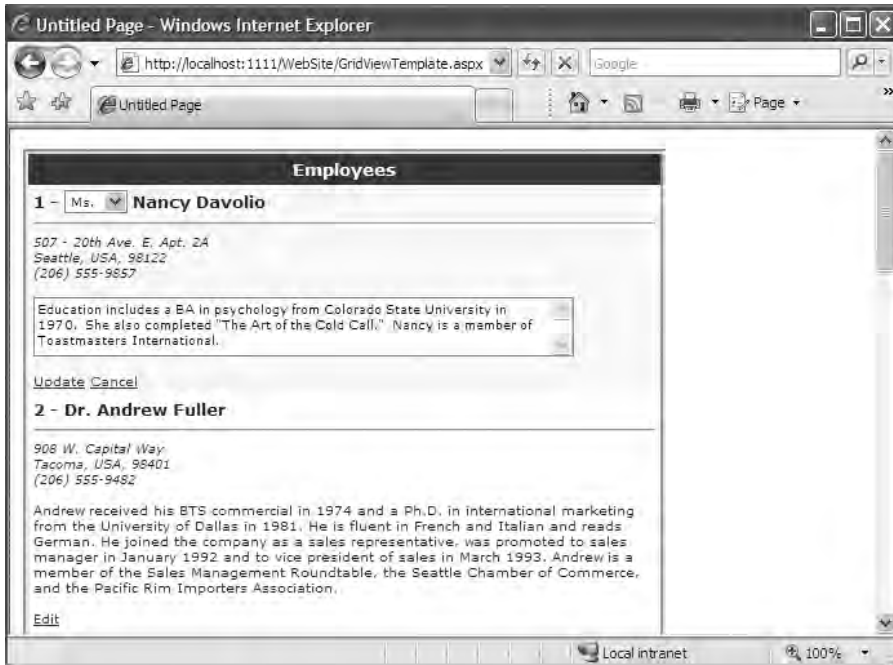 Untitled Page - Windows Internet Explorer
http://localhost:1111/WebSite/GridViewTemplate.aspx
Google
Untitled Page
Page
»
Employees
1 - Ms. Nancy Davolio
507 - 20th Ave. E. Apt. 2A
Seattle, USA, 98122
(206) 555-9857
Education includes a BA in psychology from Colorado State University in
1970. She also completed "The Art of the Cold Call." Nancy is a member of
Toastmasters International.
Update Cancel
2 - Dr. Andrew Fuller
908 W. Capital Way
Tacoma, USA, 98401
(206) 555-9482
Andrew received his BTS commercial in 1974 and a Ph.D. in international marketing
from the University of Dallas in 1981. He is fluent in French and Italian and reads
German. He joined the company as a sales representative, was promoted to sales
manager in January 1992 and to vice president of sales in March 1993. Andrew is a
member of the Sales Management Roundtable, the Seattle Chamber of Commerce,
and the Pacific Rim Importers Association.
Edit
Local intranet
100%